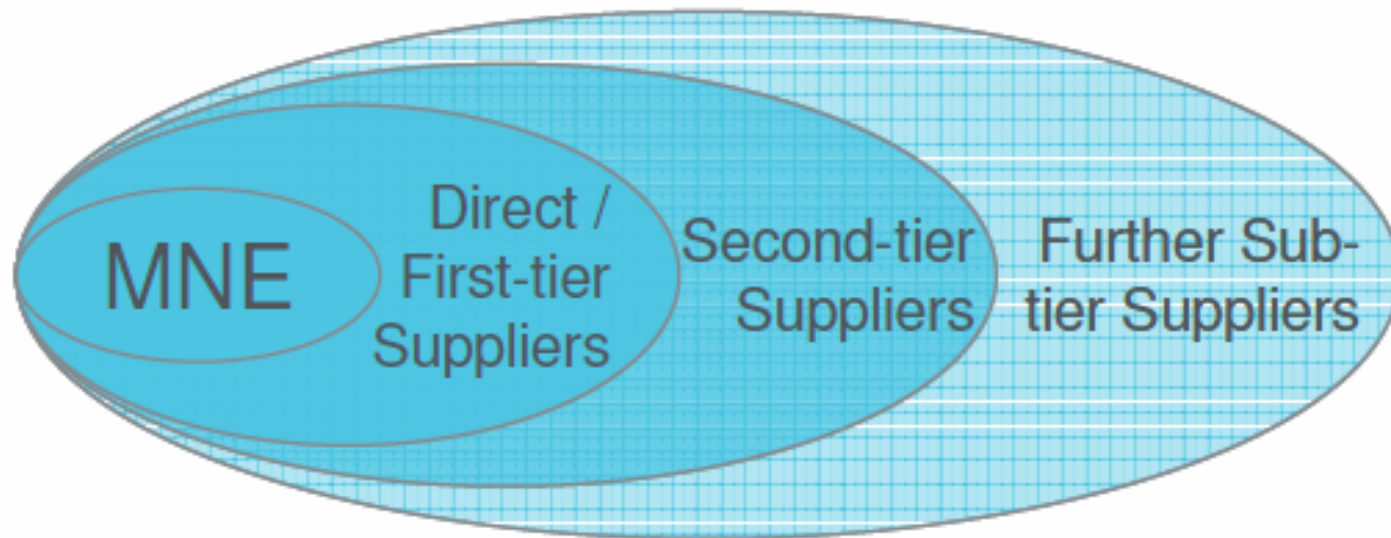 MNE
Direct /
First-tier
Suppliers
Second-tier
Suppliers
Further Sub-
tier Suppliers